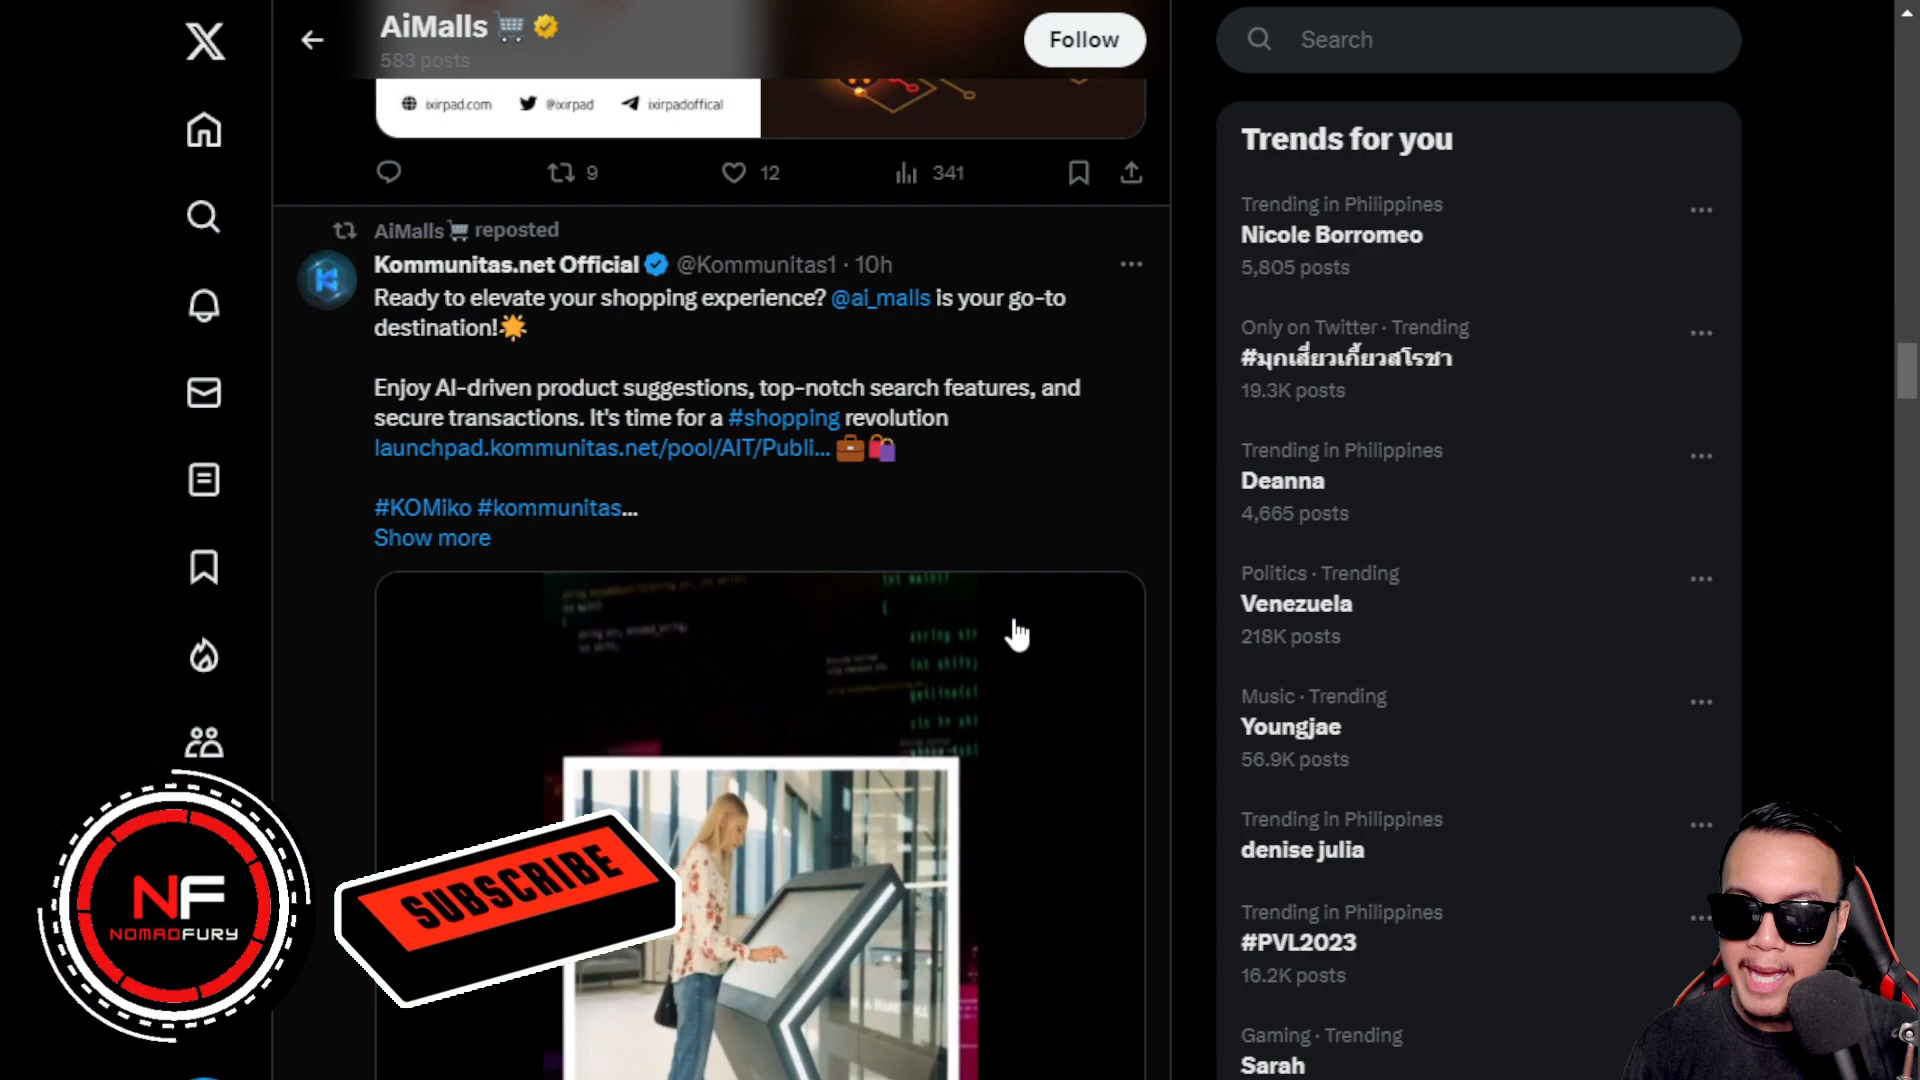 AiMalls
583 posts
Follow
ixirpad.com @ixirpad ixirpadoffical
9 12 341
AiMalls reposted
Kommunitas.net Official @Kommunitas1 · 10h
Ready to elevate your shopping experience? @ai_malls is your go-to
destination!
Enjoy AI-driven product suggestions, top-notch search features, and
secure transactions. It's time for a #shopping revolution
launchpad.kommunitas.net/pool/AIT/Publi...
#KOMiko #kommunitas...
Show more
string str
int shift;
NF
NOMADFURY
SUBSCRIBE
Search
Trends for you
Trending in Philippines
Nicole Borromeo
5,805 posts
Only on Twitter · Trending
#มุกเสี่ยวเกี้ยวสโรชา
19.3K posts
Trending in Philippines
Deanna
4,665 posts
Politics · Trending
Venezuela
218K posts
Music · Trending
Youngjae
56.9K posts
Trending in Philippines
denise julia
Trending in Philippines
#PVL2023
16.2K posts
Gaming · Trending
Sarah